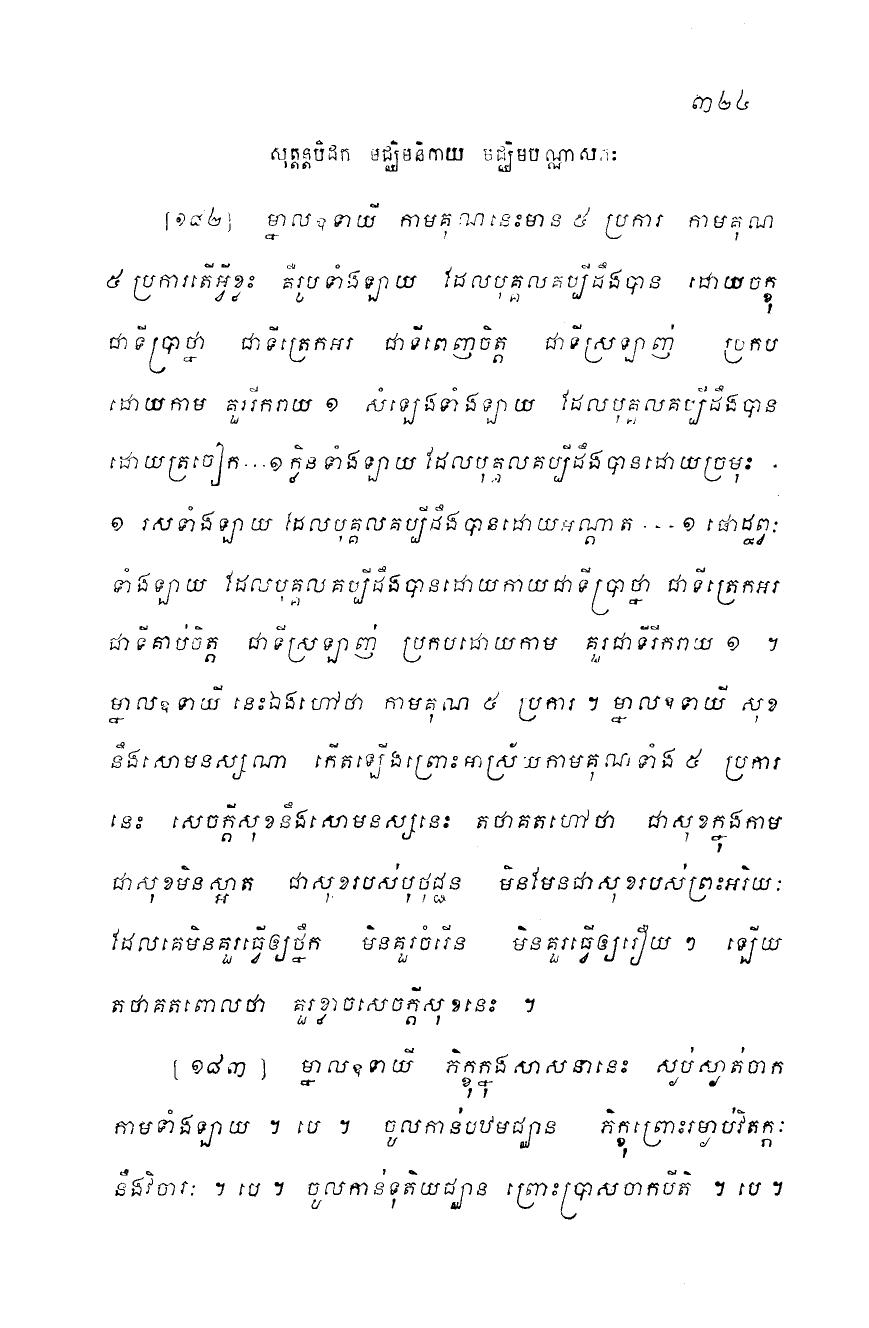 ៣២៤
សុត្តន្តបិដក មជ្ឈិមនិកាយ មជ្ឈិមបណ្ណាសកៈ
[១៨២] ម្នាលឧទាយី កាមគុណនេះមាន ៥ ប្រការ កាមគុណ
៥ ប្រការតើអ្វីខ្លះ គឺរូបទាំងឡាយ ដែលបុគ្គលគប្បីដឹងបាន ដោយចក្ខុ
ជាទីប្រាថ្នា ជាទីត្រេកអរ ជាទីពេញចិត្ត ជាទីស្រឡាញ់ ប្រកប
ដោយកាម គួររីករាយ ១ សំឡេងទាំងឡាយ ដែលបុគ្គលគប្បីដឹងបាន
ដោយត្រចៀក...១ ក្លិនទាំងឡាយ ដែលបុគ្គលគប្បីដឹងបានដោយច្រមុះ .
១ រសទាំងឡាយ ដែលបុគ្គលគប្បីដឹងបានដោយអណ្តាត ...១ ផោដ្ឋព្វៈ
ទាំងឡាយ ដែលបុគ្គលគប្បីដឹងបានដោយកាយជាទីប្រាថ្នា ជាទីត្រេកអរ
ជាទីគាប់ចិត្ត ជាទីស្រឡាញ់ ប្រកបដោយកាម គួរជាទីរីករាយ ១ ។
ម្នាលឧទាយី នេះឯងហៅថា កាមគុណ ៥ ប្រការ ។ ម្នាលឧទាយី សុខ
នឹងសោមនស្សណា កើតឡើងព្រោះអាស្រ័យកាមគុណទាំង ៥ ប្រការ
នេះ សេចក្តីសុខនឹងសោមនស្សនេះ តថាគតហៅថា ជាសុខក្នុងកាម
ជាសុខមិនស្អាត ជាសុខរបស់បុថុជ្ជន មិនមែនជាសុខរបស់ព្រះអរិយៈ
ដែលគេមិនគួរធ្វើឲ្យថ្នឹក មិនគួរចំរើន មិនគួរធ្វើឲ្យរឿយ ៗ ឡើយ
តថាគតពោលថា គួរខ្លាចសេចក្តីសុខនេះ ។
[១៨៣] ម្នាលឧទាយី ភិក្ខុក្នុងសាសនានេះ ស្ងប់ស្ងាត់ចាក
កាមទាំងឡាយ ។ បេ ។ ចូលកាន់បឋមជ្ឈាន ភិក្ខុព្រោះរម្ងាប់វិតក្កៈ
នឹងវិចារៈ ។ បេ ។ ចូលកាន់ទុតិយជ្ឈាន ព្រោះប្រាសចាកបីតិ ។ បេ ។